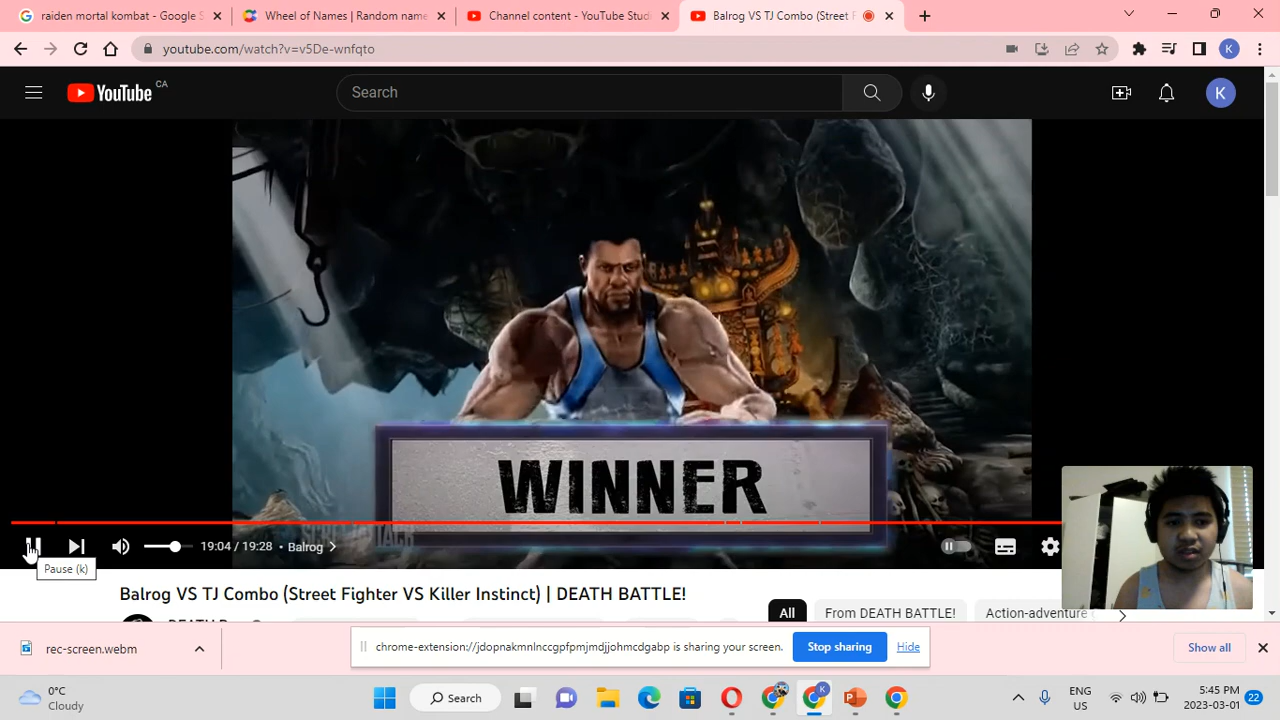 raiden mortal kombat - Google S
Wheel of Names | Random name
Channel content - YouTube Studi
Balrog VS TJ Combo (Street F
youtube.com/watch?v=v5De-wnfqto
K
YouTube
CA
Search
K
WINNER
19:04 / 19:28 • Balrog
Pause (k)
Balrog VS TJ Combo (Street Fighter VS Killer Instinct) | DEATH BATTLE!
All
From DEATH BATTLE!
Action-adventure
rec-screen.webm
chrome-extension://jdopnakmnlnccgpfpmjmdjjohmcdgabp is sharing your screen.
Stop sharing
Hide
Show all
0°C
Cloudy
Search
K
ENG
US
5:45 PM
2023-03-01
22